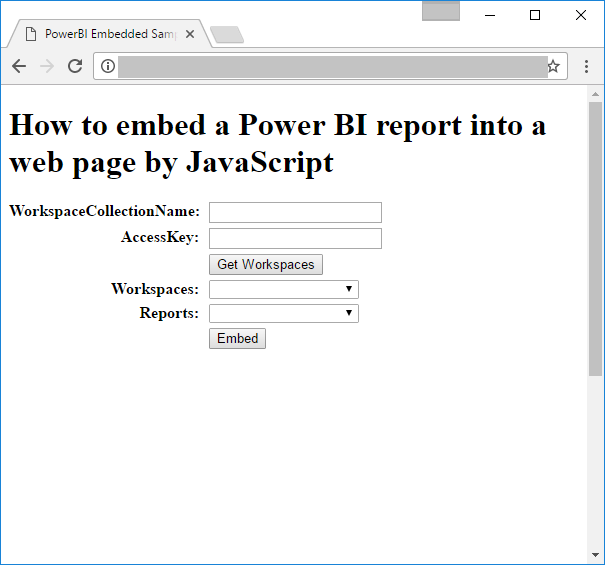 PowerBI Embedded Sam
How to embed a Power BI report into a
web page by JavaScript
WorkspaceCollectionName:
AccessKey:
Get Workspaces
Workspaces:
Reports:
Embed